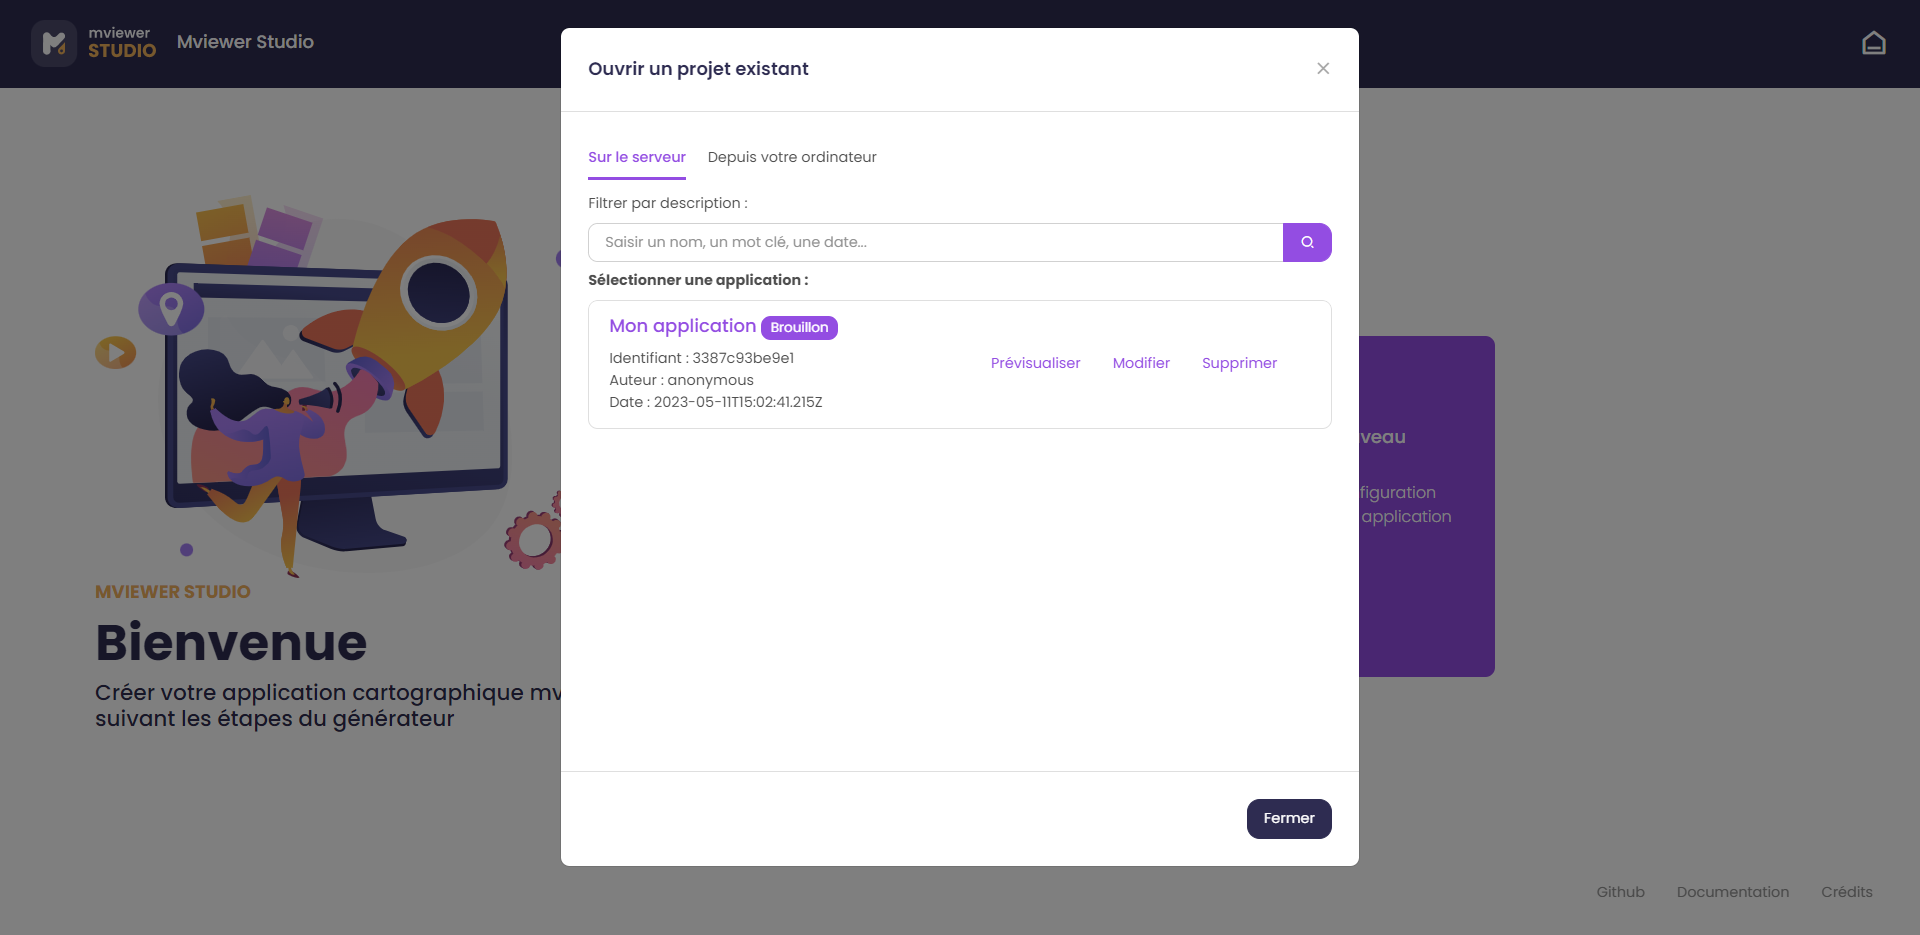 mviewer
STUDIO
Mviewer Studio
Ouvrir un projet existant
Sur le serveur
Depuis votre ordinateur
Filtrer par description :
Saisir un nom, un mot clé, une date...
Sélectionner une application :
Mon application
Brouillon
Identifiant : 3387c93be9e1
Auteur : anonymous
Date : 2023-05-11T15:02:41.215Z
Prévisualiser
Modifier
Supprimer
Fermer
MVIEWER STUDIO
Bienvenue
Créer votre application cartographique mv
suivant les étapes du générateur
veau
figuration
application
Github
Documentation
Crédits